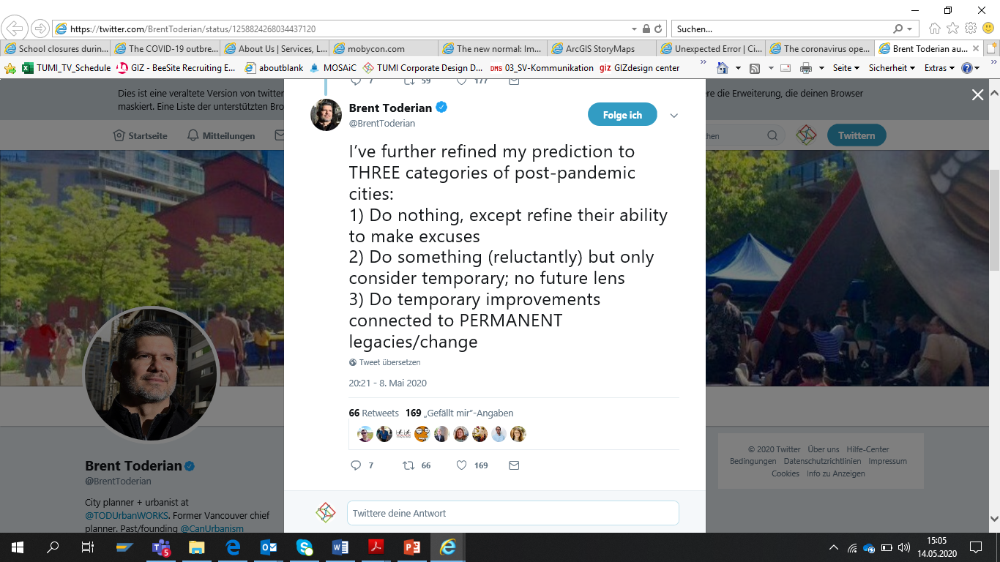 https://twitter.com/BrentToderian/status/1258824268034437120
Suchen...
School closures durin...
The COVID-19 outbre...
About Us | Services, L...
mobycon.com
The new normal: Im...
ArcGIS StoryMaps
Unexpected Error | Ci...
The coronavirus ope...
Brent Toderian au...
TUMI_TV_Schedule
GIZ - BeeSite Recruiting E...
aboutblank
MOSAiC
TUMI Corporate Design D...
DMS 03_SV-Kommunikation
giz GIZdesign center
Seite
Sicherheit
Extras
Dies ist eine veraltete Version von twitter
ere die Erweiterung, die deinen Browser
maskiert. Eine Liste der unterstützten Bro
Startseite
Mitteilungen
chen
Twittern
7 59 177
Brent Toderian
@BrentToderian
Folge ich
I’ve further refined my prediction to
THREE categories of post-pandemic
cities:
1) Do nothing, except refine their ability
to make excuses
2) Do something (reluctantly) but only
consider temporary; no future lens
3) Do temporary improvements
connected to PERMANENT
legacies/change
Tweet übersetzen
20:21 - 8. Mai 2020
66 Retweets 169 „Gefällt mir“-Angaben
7 66 169
Twittere deine Antwort
Brent Toderian
@BrentToderian
City planner + urbanist at
@TODUrbanWORKS. Former Vancouver chief
planner. Past/founding @CanUrbanism
© 2020 Twitter Über uns Hilfe-Center
Bedingungen Datenschutzrichtlinien Impressum
Cookies Info zu Anzeigen
5
15:05
14.05.2020